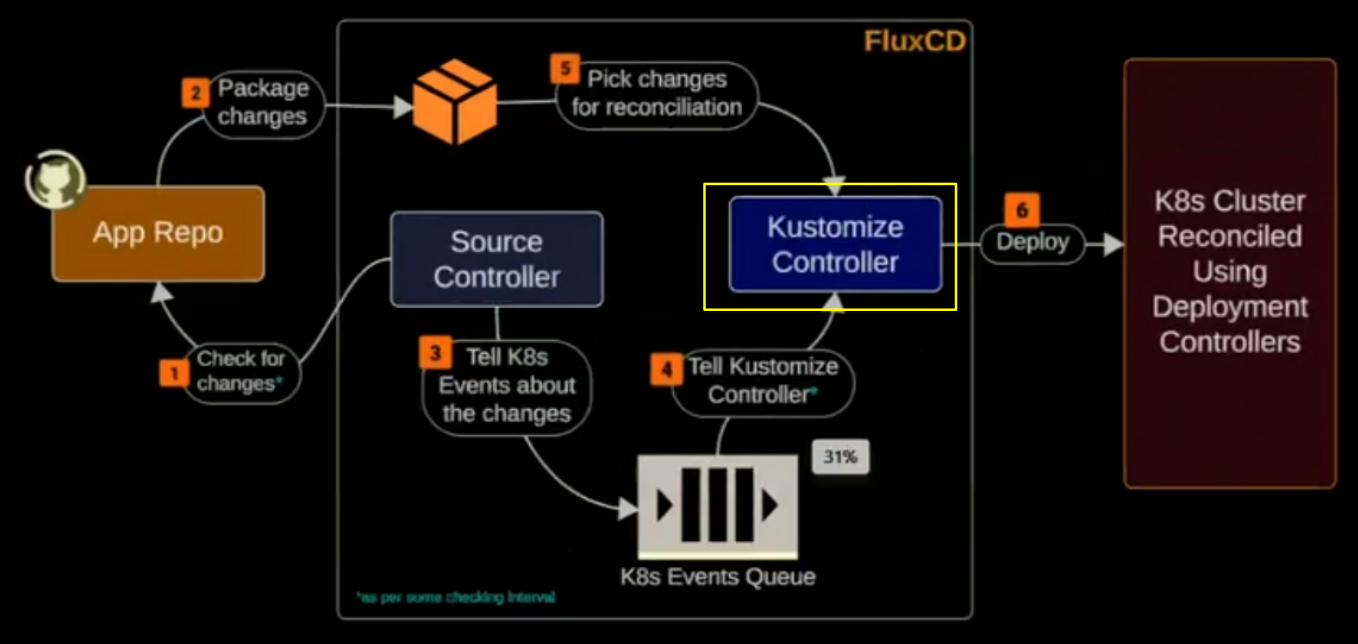 FluxCD
5
Pick changes
for reconciliation
2
Package
changes
App Repo
Source
Controller
Kustomize
Controller
6
Deploy
K8s Cluster
Reconciled
Using
Deployment
Controllers
1
Check for
changes*
3
Tell K8s
Events about
the changes
4
Tell Kustomize
Controller*
31%
K8s Events Queue
*as per some checking interval